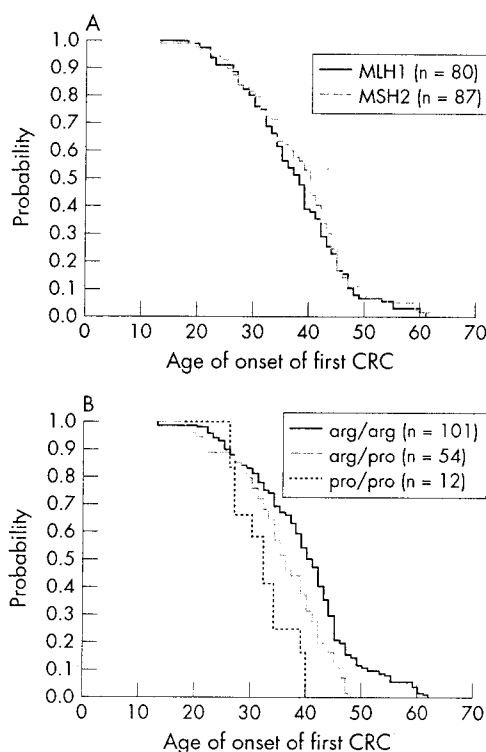 A
1.0
0.9
0.8
0.7
0.6
0.5
0.4
0.3
0.2
0.1
0.0
Probability
MLH1 (n = 80)
MSH2 (n = 87)
0 10 20 30 40 50 60 70
Age of onset of first CRC
B
1.0
0.9
0.8
0.7
0.6
0.5
0.4
0.3
0.2
0.1
0.0
Probability
arg/arg (n = 101)
arg/pro (n = 54)
pro/pro (n = 12)
0 10 20 30 40 50 60 70
Age of onset of first CRC